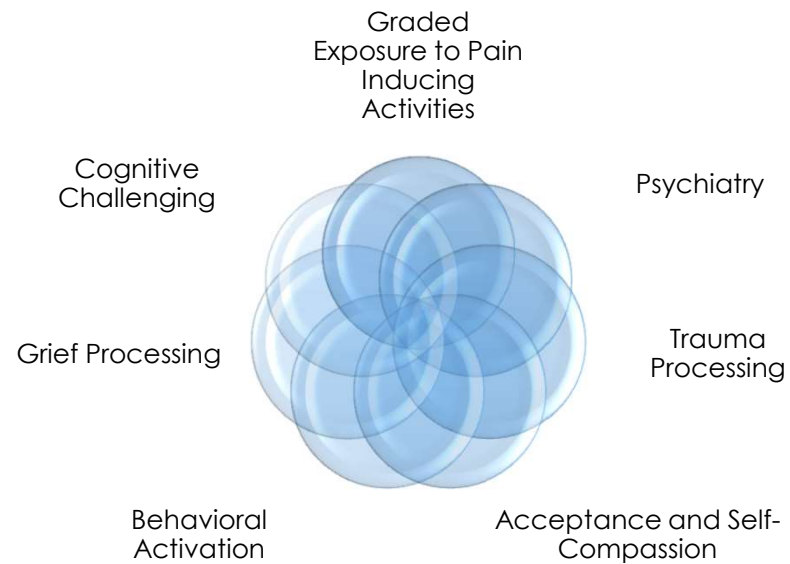 Graded
Exposure to Pain
Inducing
Activities
Cognitive
Challenging
Psychiatry
Grief Processing
Trauma
Processing
Behavioral
Activation
Acceptance and Self-
Compassion